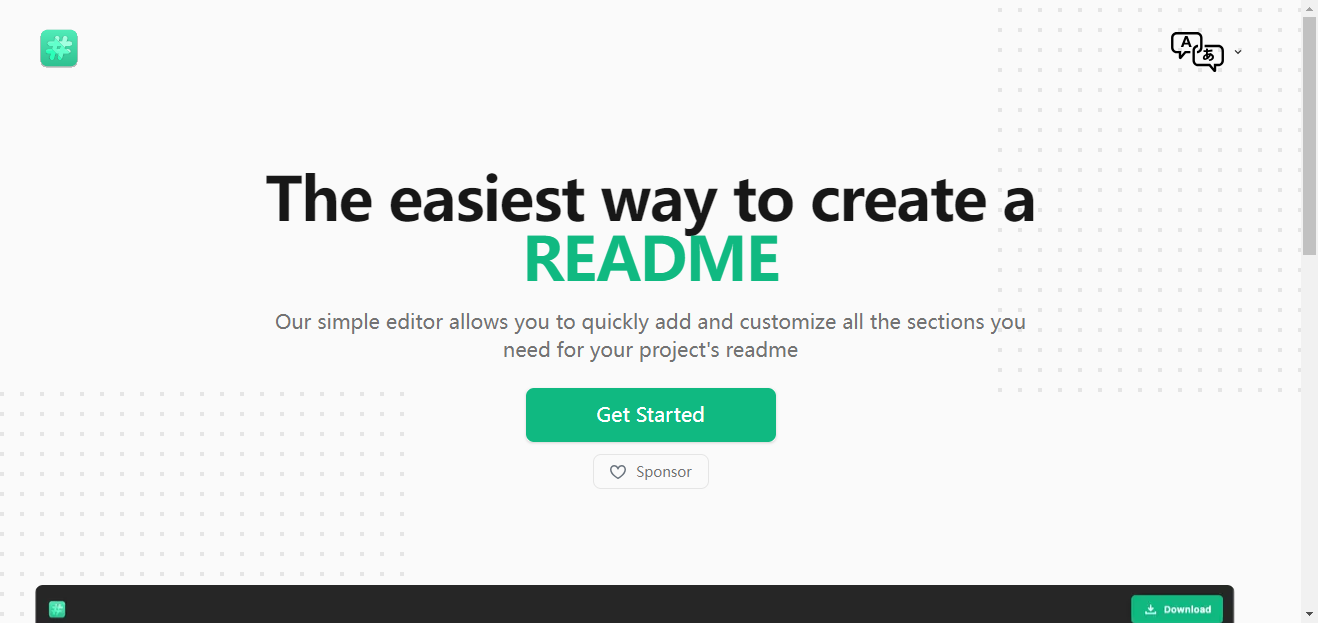 #
A あ
The easiest way to create a
README
Our simple editor allows you to quickly add and customize all the sections you
need for your project's readme
Get Started
Sponsor
#
Download